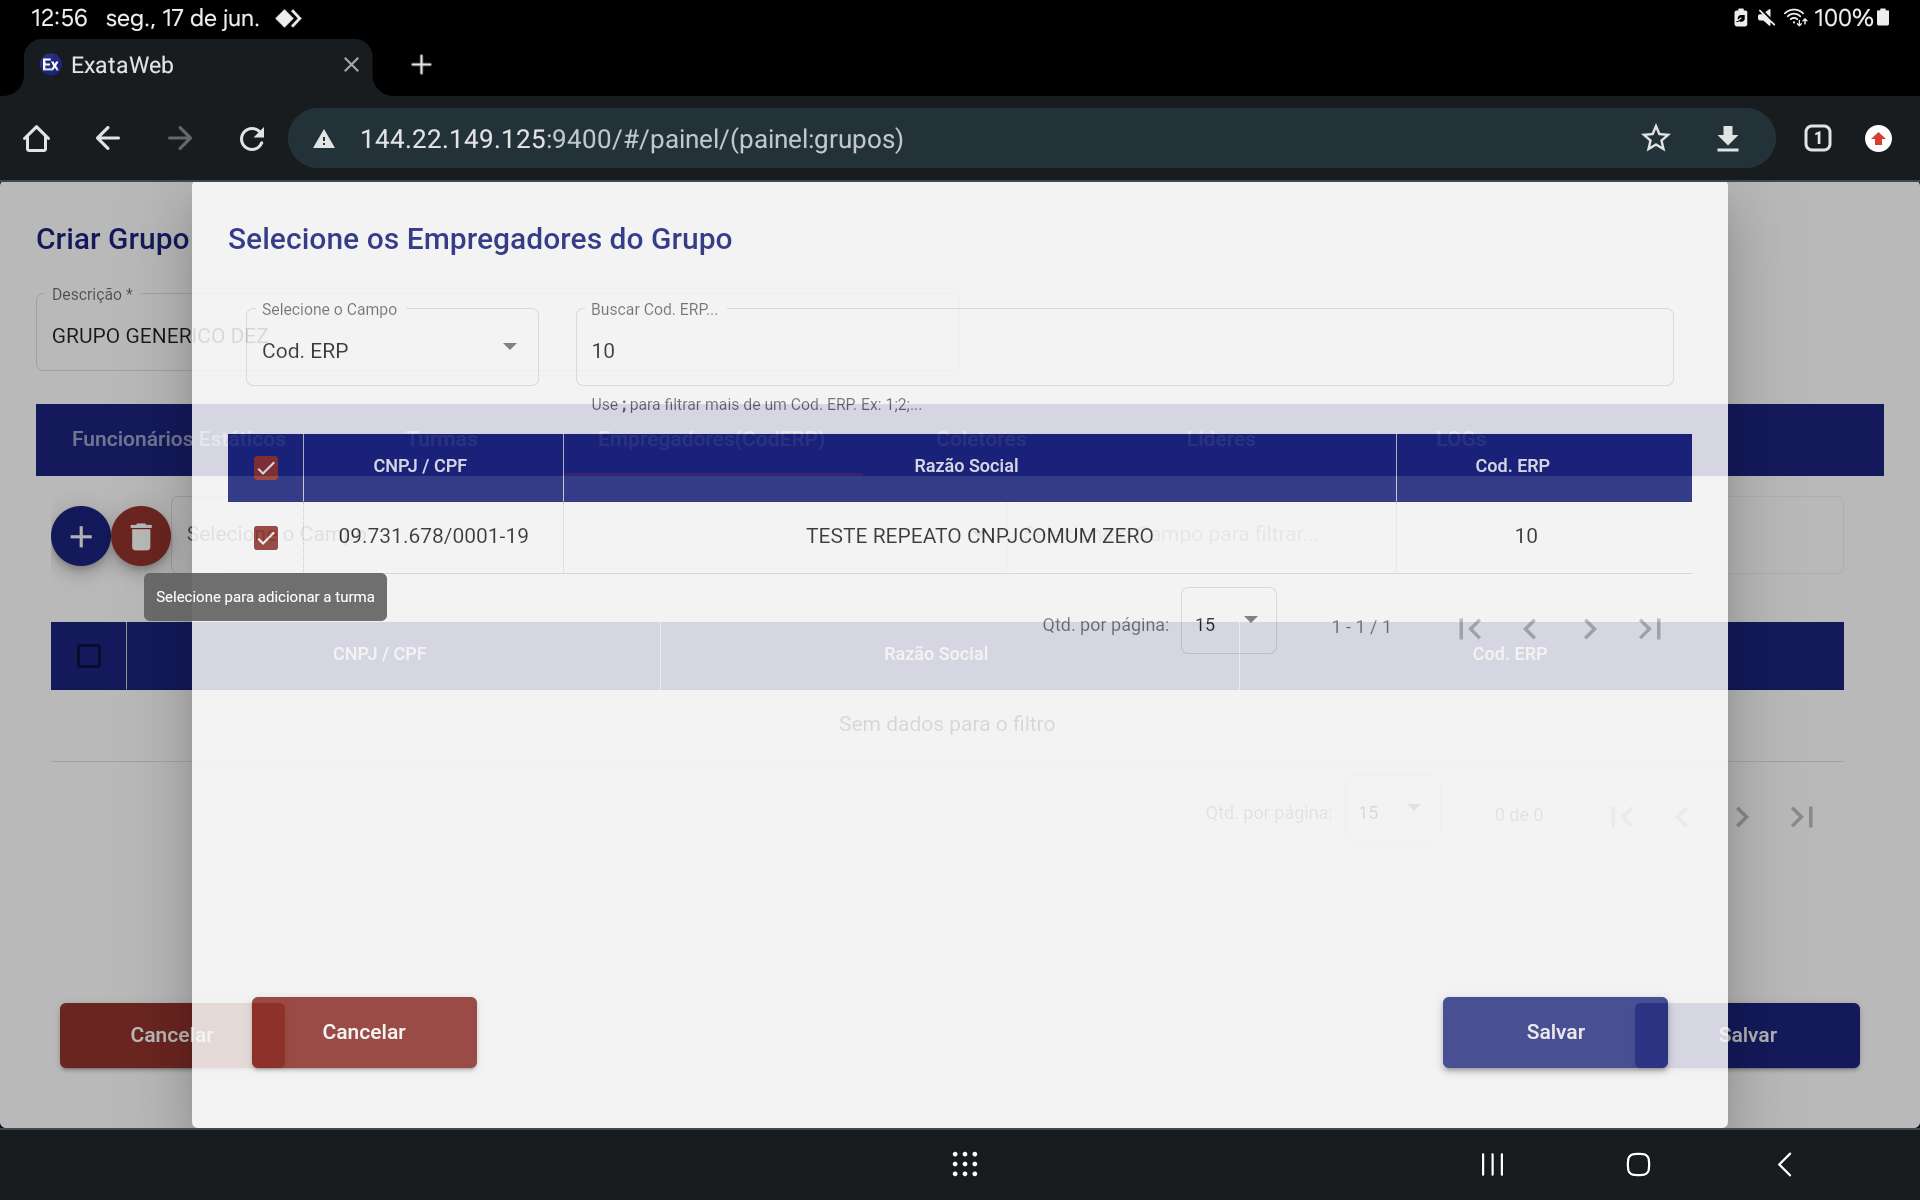 12:56 seg., 17 de jun. 100%
Ex ExataWeb
144.22.149.125:9400/#/painel/(painel:grupos) 1
Criar Grupo
Selecione os Empregadores do Grupo
Descrição *
GRUPO GENERICO DEZ
Selecione o Campo
Cod. ERP
Buscar Cod. ERP...
10
Use ; para filtrar mais de um Cod. ERP. Ex: 1;2;...
Funcionários Estáticos Turmas Empregadores(CodERP) Coletores Líderes LOGs
CNPJ / CPF Razão Social Cod. ERP
Selecione o Campo Campo para filtrar...
09.731.678/0001-19 TESTE REPEATO CNPJCOMUM ZERO 10
Selecione para adicionar a turma
Qtd. por página: 15 1 - 1 / 1
CNPJ / CPF Razão Social Cod. ERP
Sem dados para o filtro
Qtd. por página: 15 0 de 0
Cancelar Salvar
Cancelar Salvar